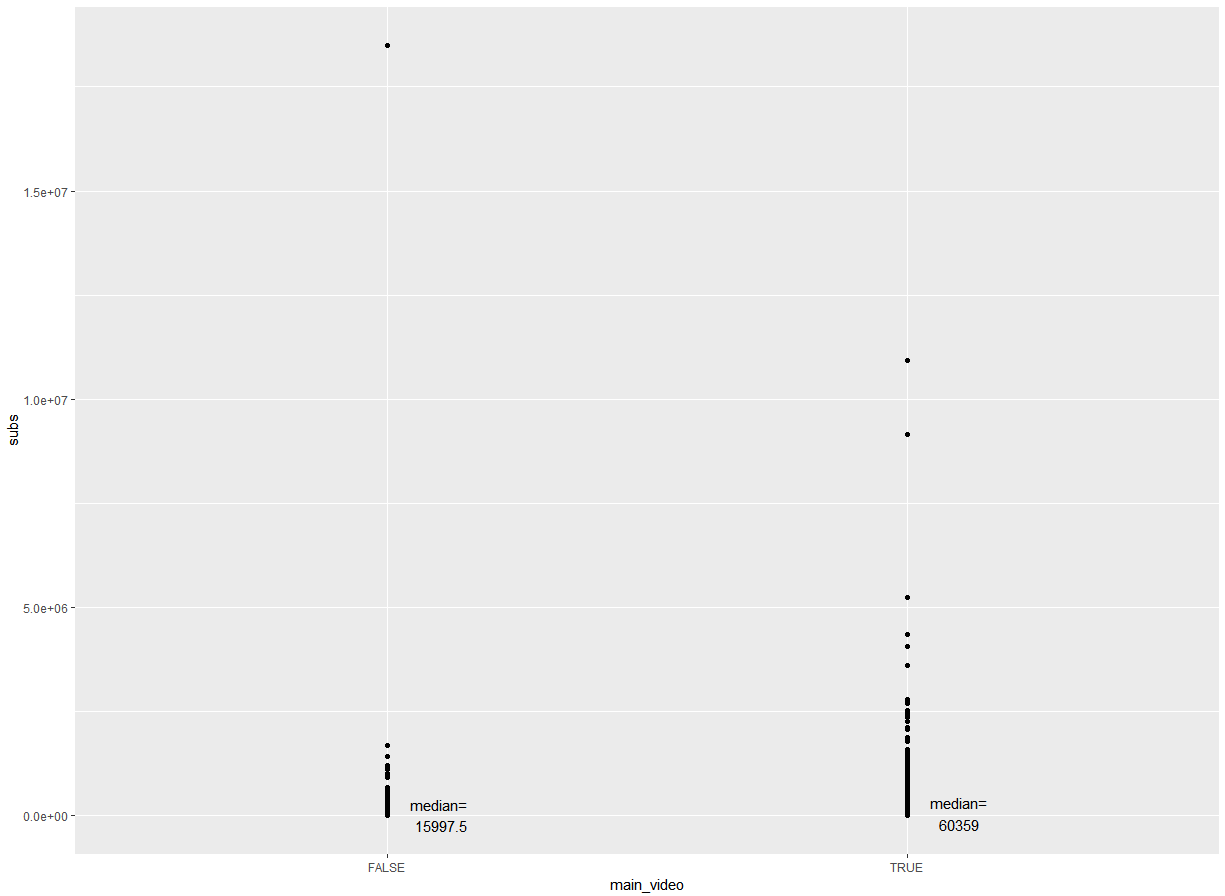 1.5e+07
1.0e+07
subs
5.0e+06
0.0e+00
median=
15997.5
median=
60359
FALSE
TRUE
main_video